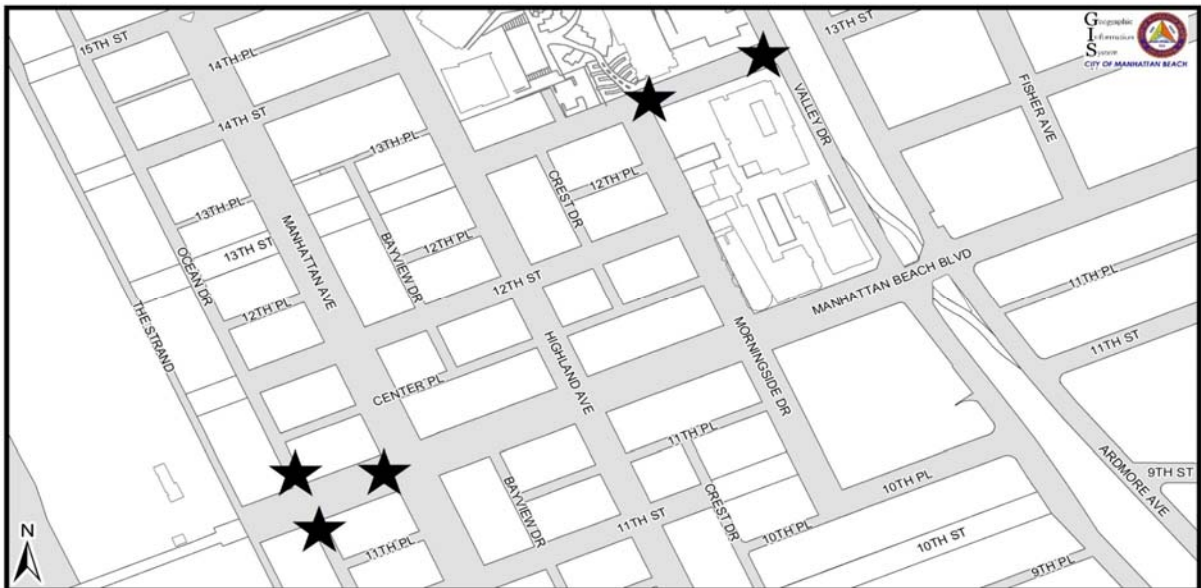 15TH ST
14TH PL
14TH ST
13TH PL
13TH PL
13TH ST
12TH PL
OCEAN DR
THE STRAND
MANHATTAN AVE
BAYVIEW DR
12TH PL
12TH ST
CREST DR
12TH PL
CENTER PL
HIGHLAND AVE
MORNINGSIDE DR
MANHATTAN BEACH BLVD
VALLEY DR
13TH ST
FISHER AVE
Geographic
Information
System
CITY OF MANHATTAN BEACH
11TH PL
11TH ST
11TH PL
10TH PL
ARDMORE AVE
9TH ST
BAYVIEW DR
11TH ST
CREST DR
10TH PL
10TH ST
9TH PL
11TH PL
N